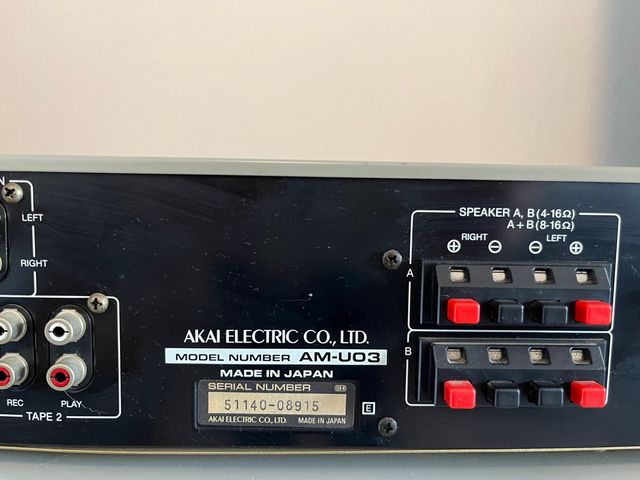 LEFT
RIGHT
REC
PLAY
TAPE 2
AKAI ELECTRIC CO., LTD.
MODEL NUMBER AM-U03
MADE IN JAPAN
SERIAL NUMBER
51140-08915
AKAI ELECTRIC CO., LTD. MADE IN JAPAN
E
SPEAKER A, B (4-16Ω)
A + B (8-16Ω)
RIGHT LEFT
⊕ ⊖ ⊖ ⊕
A
B